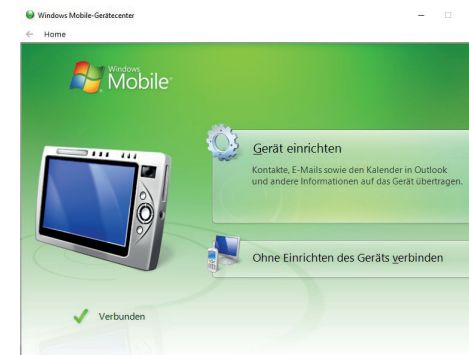 Windows Mobile-Gerätecenter
Home
Windows
Mobile®
Gerät einrichten
Kontakte, E-Mails sowie den Kalender in Outlook
und andere Informationen auf das Gerät übertragen.
Ohne Einrichten des Geräts verbinden
Verbunden